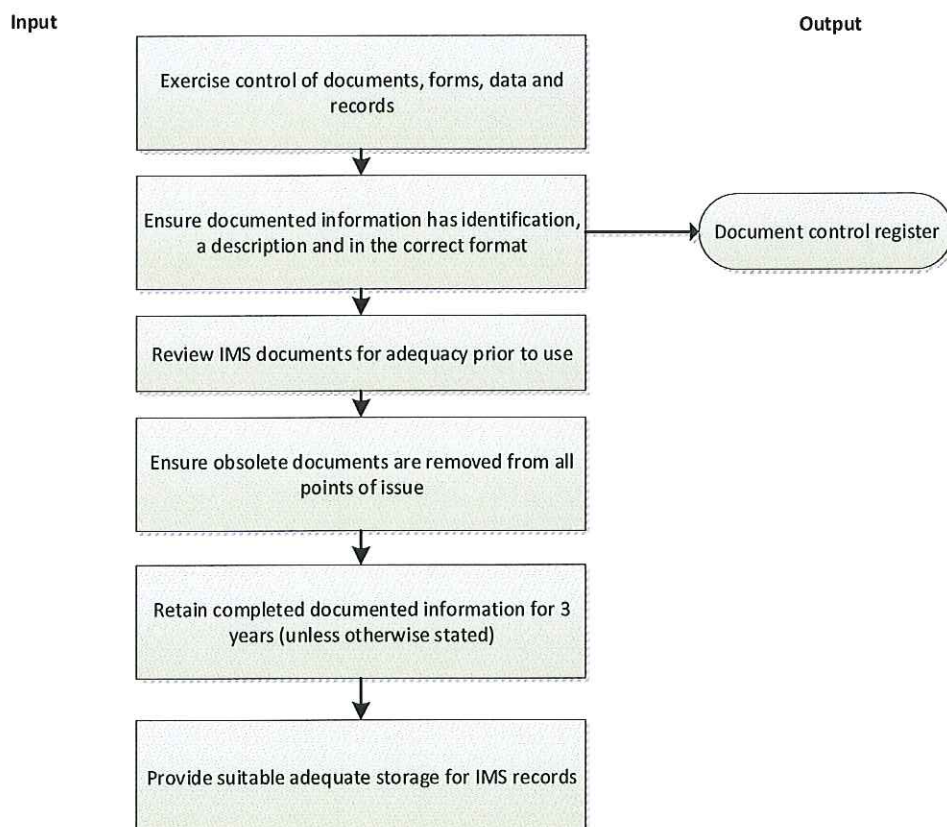 Input
Output
Exercise control of documents, forms, data and
records
Ensure documented information has identification,
a description and in the correct format
Document control register
Review IMS documents for adequacy prior to use
Ensure obsolete documents are removed from all
points of issue
Retain completed documented information for 3
years (unless otherwise stated)
Provide suitable adequate storage for IMS records